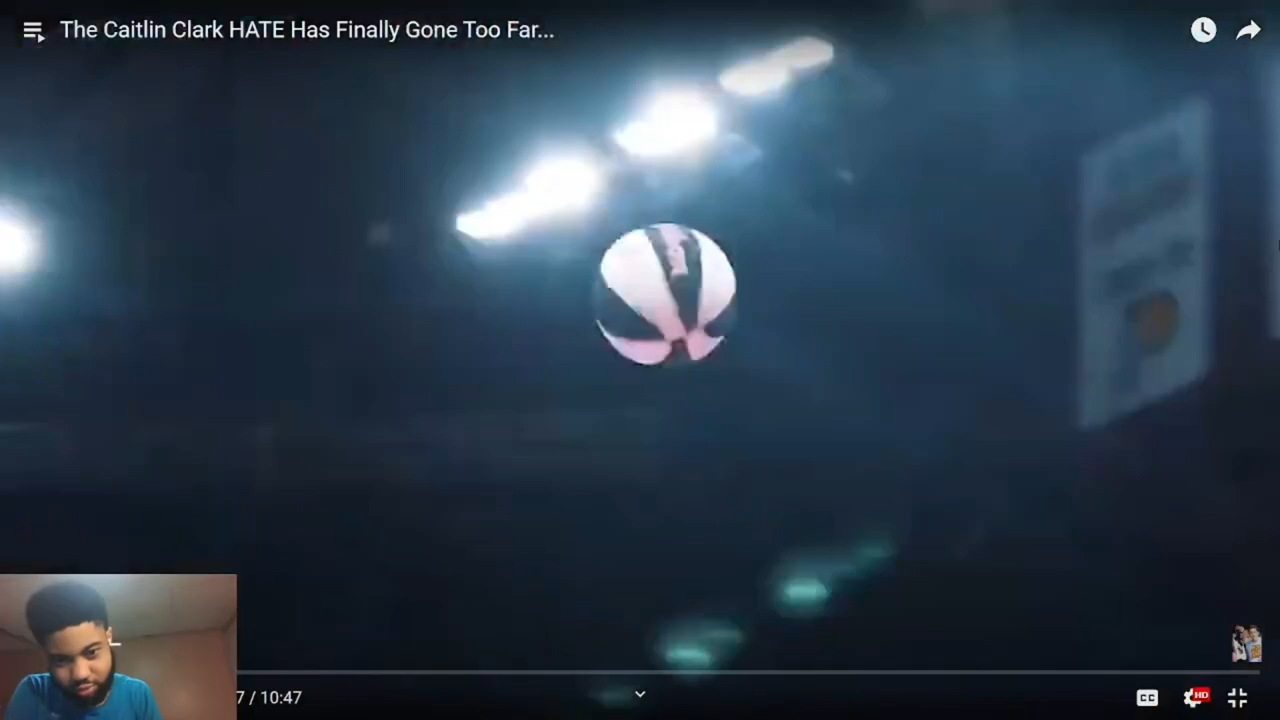 The Caitlin Clark HATE Has Finally Gone Too Far...
7 / 10:47
CC
HD